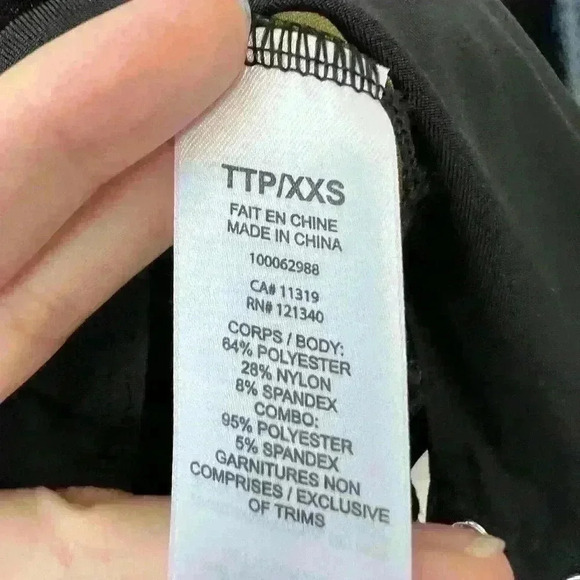 TTP/XXS
FAIT EN CHINE
MADE IN CHINA
100062988
CA# 11319
RN# 121340
CORPS / BODY:
64% POLYESTER
28% NYLON
8% SPANDEX
COMBO:
95% POLYESTER
5% SPANDEX
GARNITURES NON
COMPRISES / EXCLUSIVE
OF TRIMS